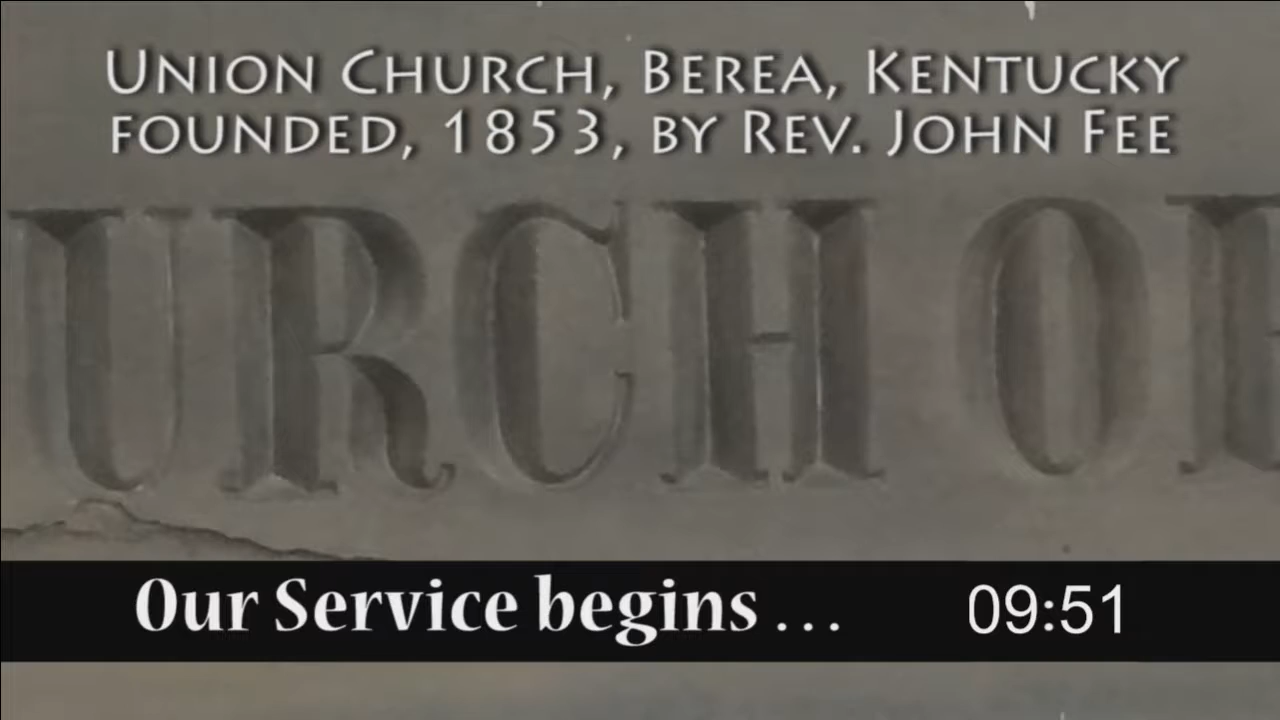 UNION CHURCH, BEREA, KENTUCKY
FOUNDED, 1853, BY REV. JOHN FEE
URCH O
Our Service begins ... 09:51